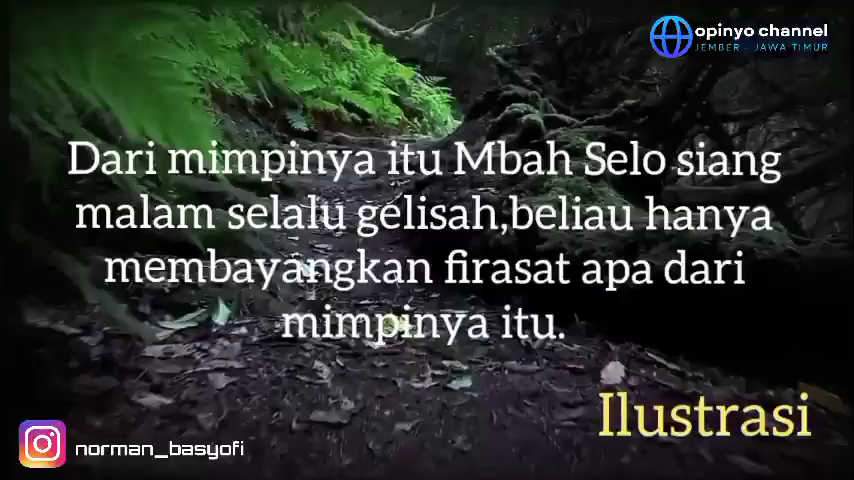 opinyo channel
JEMBER - JAWA TIMUR
Dari mimpinya itu Mbah Selo siang
malam selalu gelisah,beliau hanya
membayangkan firasat apa dari
mimpinya itu.
Ilustrasi
norman_basyofi